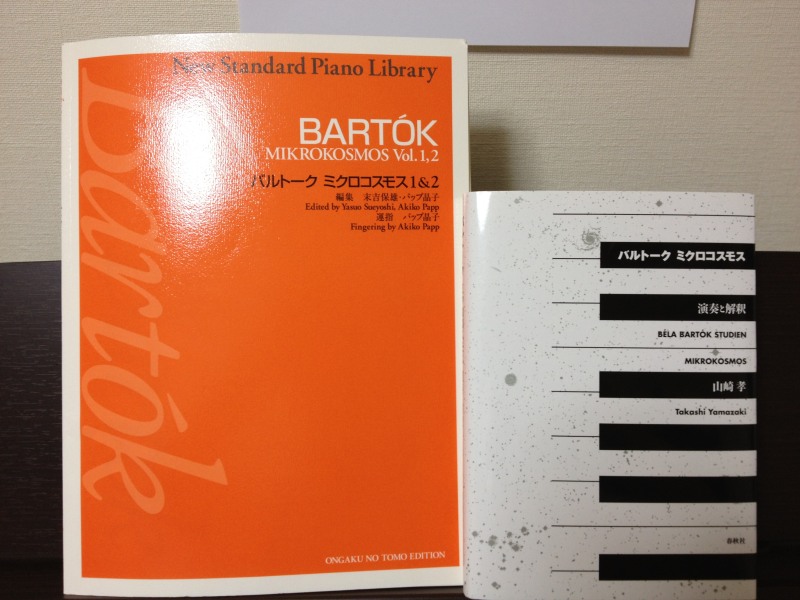 New Standard Piano Library
Bartók
BARTÓK
MIKROKOSMOS Vol. 1, 2
バルトーク ミクロコスモス1&2
編集 末吉保雄・パップ晶子
Edited by Yasuo Sueyoshi, Akiko Papp
運指 パップ晶子
Fingering by Akiko Papp
ONGAKU NO TOMO EDITION
バルトーク ミクロコスモス
演奏と解釈
BÉLA BARTÓK STUDIEN
MIKROKOSMOS
山崎 孝
Takashi Yamazaki
春秋社